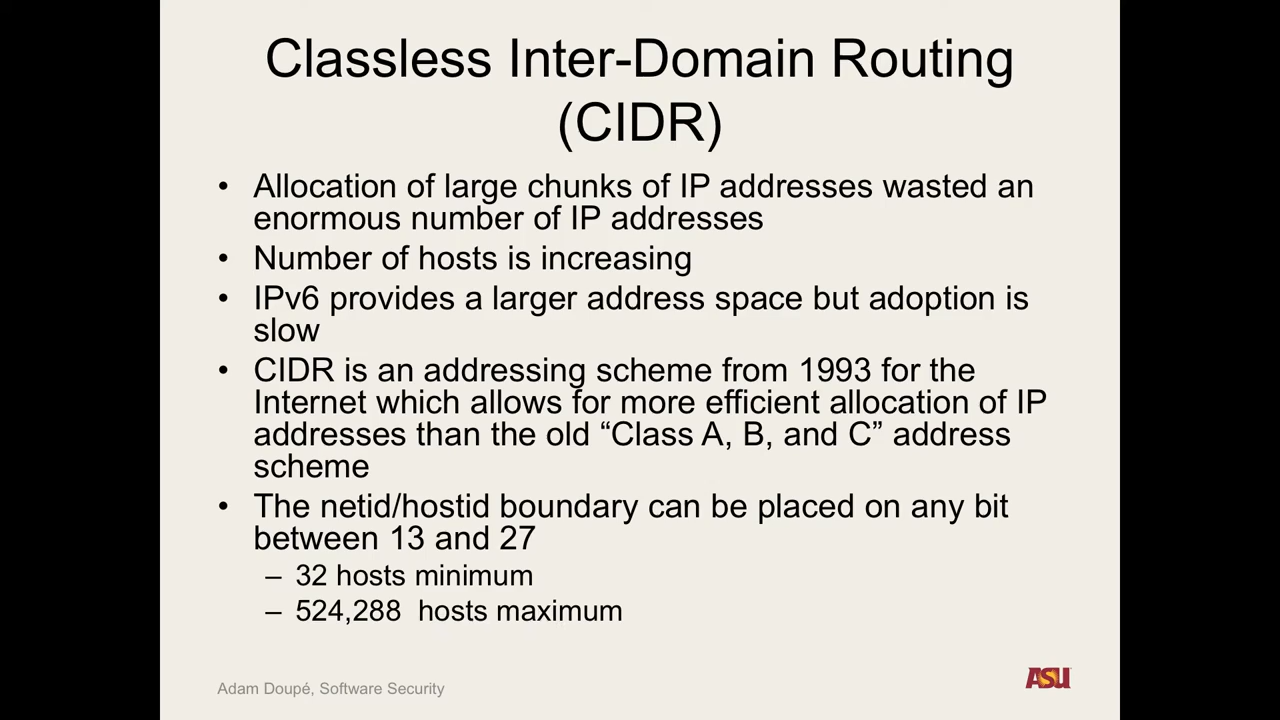 Classless Inter-Domain Routing
(CIDR)
• Allocation of large chunks of IP addresses wasted an
enormous number of IP addresses
• Number of hosts is increasing
• IPv6 provides a larger address space but adoption is
slow
• CIDR is an addressing scheme from 1993 for the
Internet which allows for more efficient allocation of IP
addresses than the old “Class A, B, and C” address
scheme
• The netid/hostid boundary can be placed on any bit
between 13 and 27
– 32 hosts minimum
– 524,288  hosts maximum
Adam Doupé, Software Security
ASU